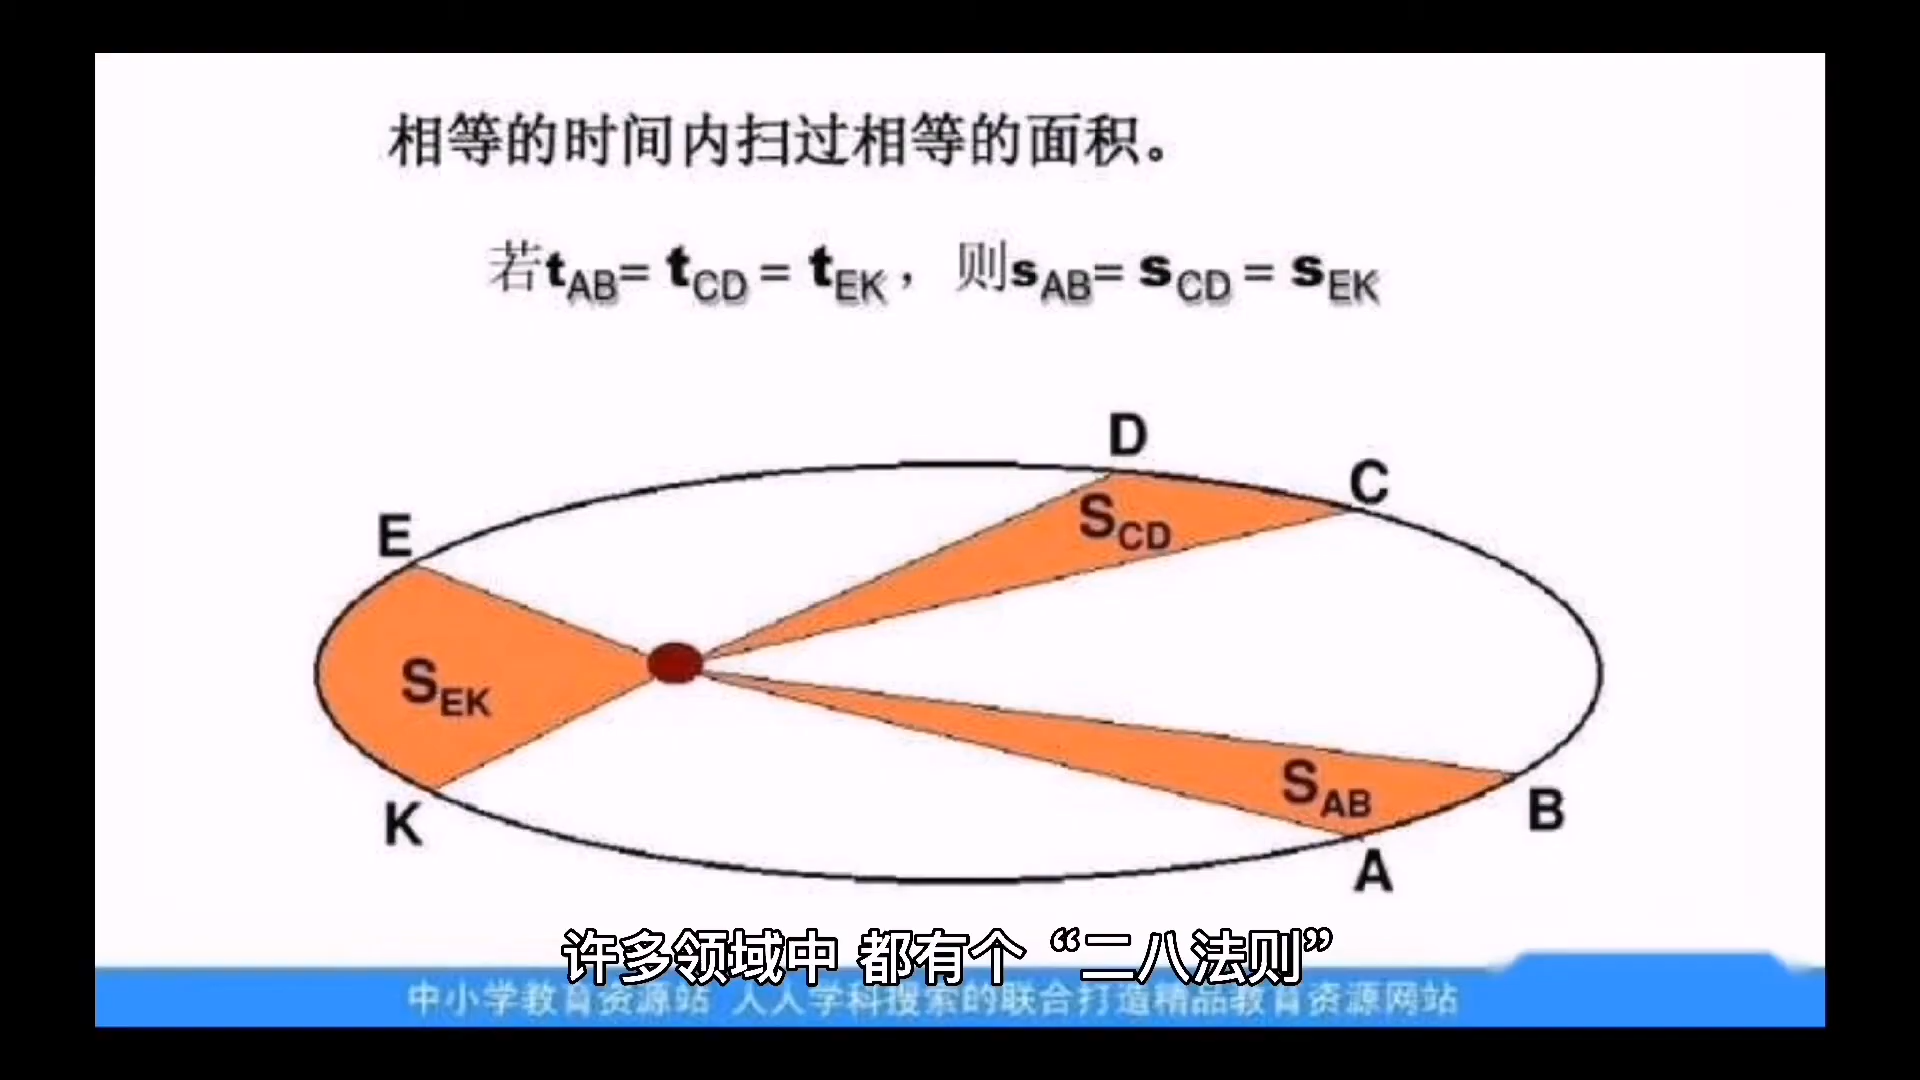 相等的时间内扫过相等的面积。
若tAB= tCD = tEK ，则sAB= sCD = sEK
D
C
SCD
E
SEK
SAB
B
K
A
许多领域中 都有个“二八法则”
中小学教育资源站 人人学科搜索的联合打造精品教育资源网站